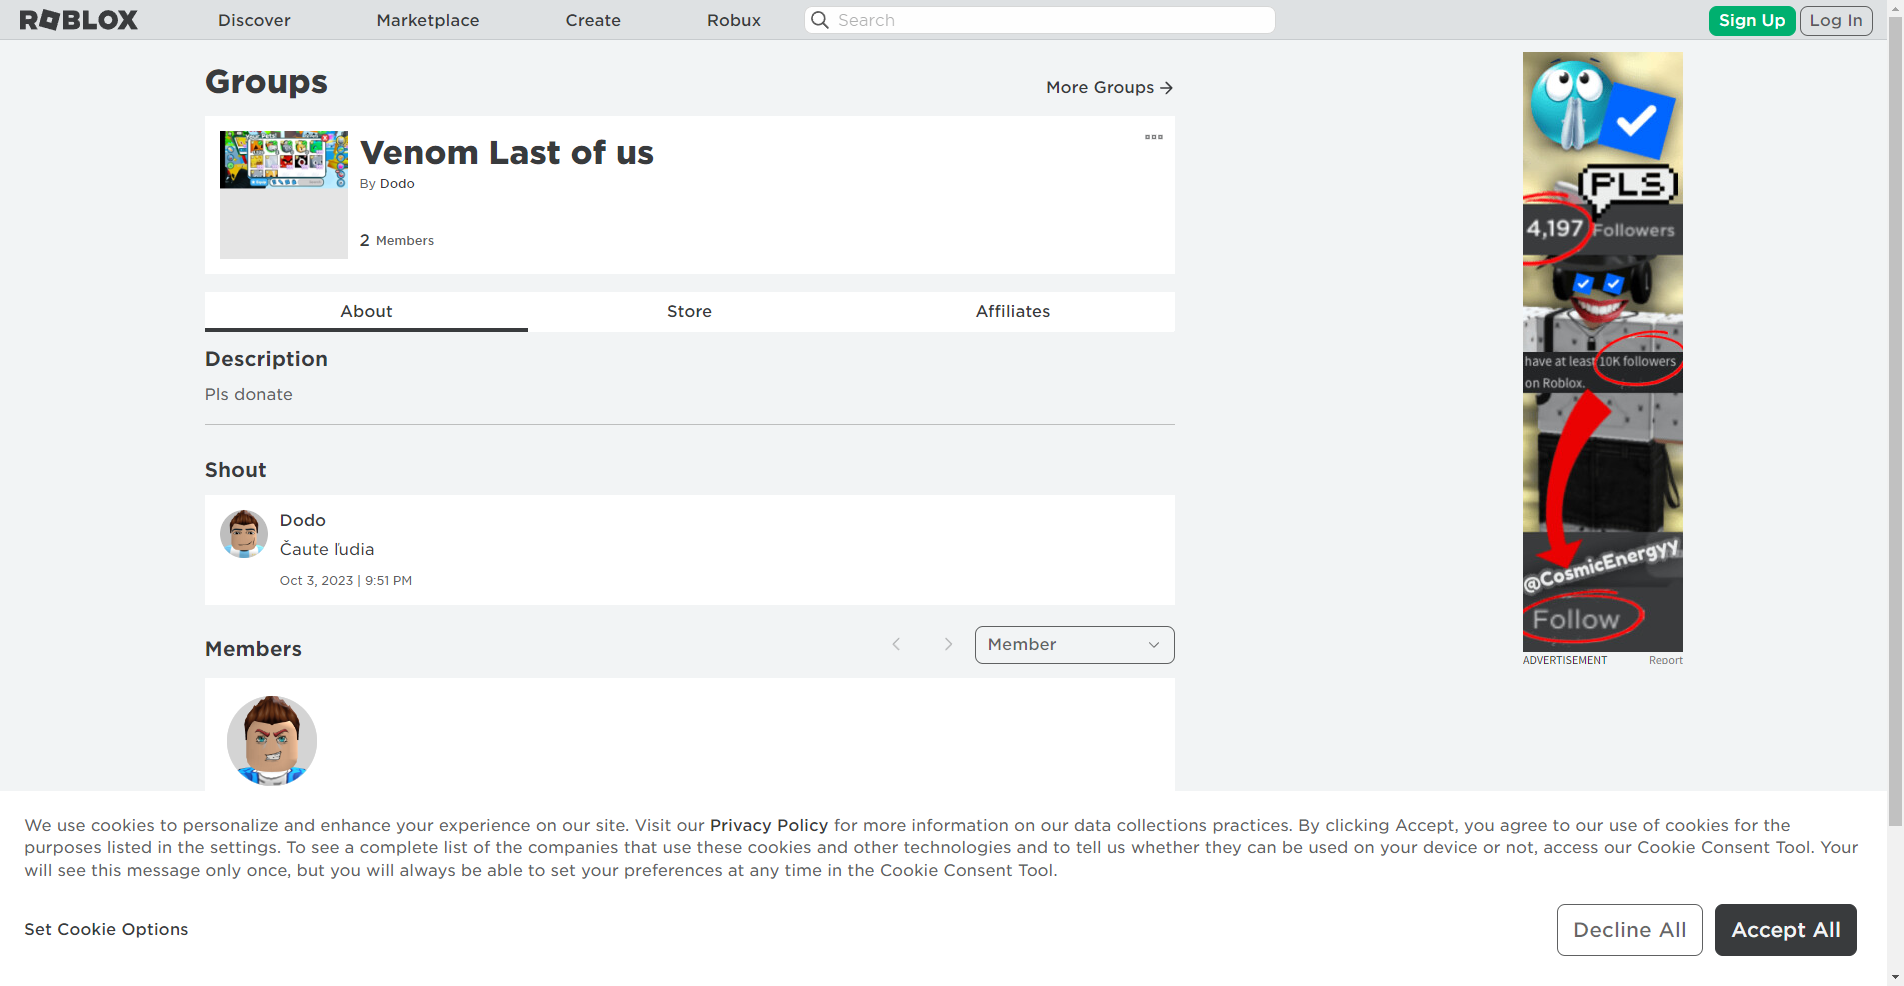 ROBLOX
Discover
Marketplace
Create
Robux
Search
Sign Up
Log In
Groups
More Groups
Venom Last of us
By Dodo
2 Members
About
Store
Affiliates
Description
Pls donate
Shout
Dodo
Čaute ľudia
Oct 3, 2023 | 9:51 PM
Members
Member
PLS
4,197 Followers
have at least 10K followers
on Roblox.
@CosmicEnergyy
Follow
ADVERTISEMENT
Report
We use cookies to personalize and enhance your experience on our site. Visit our Privacy Policy for more information on our data collections practices. By clicking Accept, you agree to our use of cookies for the
purposes listed in the settings. To see a complete list of the companies that use these cookies and other technologies and to tell us whether they can be used on your device or not, access our Cookie Consent Tool. Your
will see this message only once, but you will always be able to set your preferences at any time in the Cookie Consent Tool.
Set Cookie Options
Decline All
Accept All